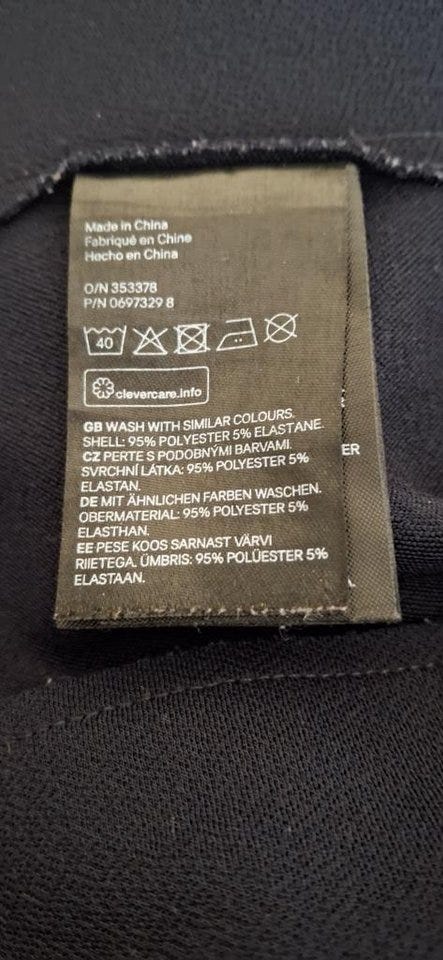 Made in China
Fabriqué en Chine
Hecho en China
O/N 353378
P/N 0697329 8
40
clevercare.info
GB WASH WITH SIMILAR COLOURS.
SHELL: 95% POLYESTER 5% ELASTANE.
CZ PERTE S PODOBNÝMI BARVAMI.
SVRCHNÍ LÁTKA: 95% POLYESTER 5%
ELASTAN.
DE MIT ÄHNLICHEN FARBEN WASCHEN.
OBERMATERIAL: 95% POLYESTER 5%
ELASTHAN.
EE PESE KOOS SARNAST VÄRVI
RIIETEGA. ÜMBRIS: 95% POLÜESTER 5%
ELASTAAN.
ER